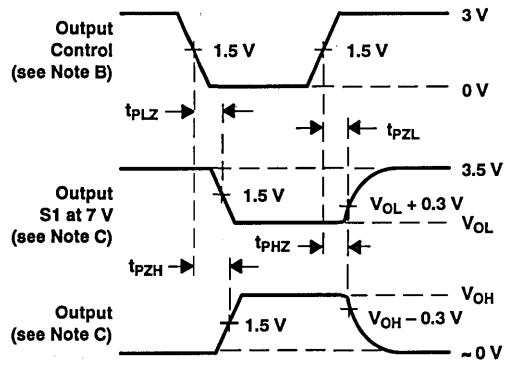 Output
Control
(see Note B)
1.5 V
1.5 V
3 V
0 V
tPLZ
tPZL
Output
S1 at 7 V
(see Note C)
1.5 V
3.5 V
VOL + 0.3 V
VOL
tPHZ
tPZH
Output
(see Note C)
1.5 V
VOH
VOH – 0.3 V
~ 0 V